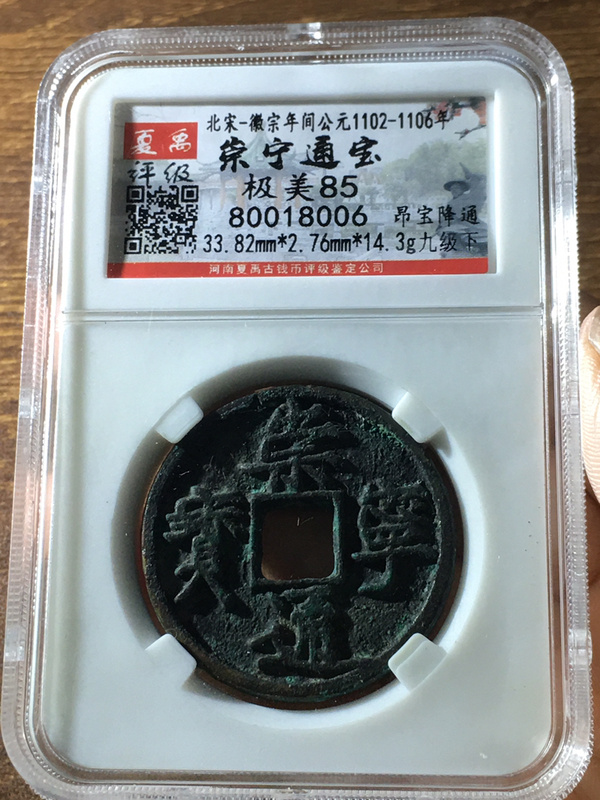 北宋-徽宗年间公元1102-1106年
夏禹
评级
崇宁通宝
极美85
80018006
昂宝降通
33.82mm*2.76mm*14.3g九级下
河南夏禹古钱币评级鉴定公司
崇
寧
通
寳